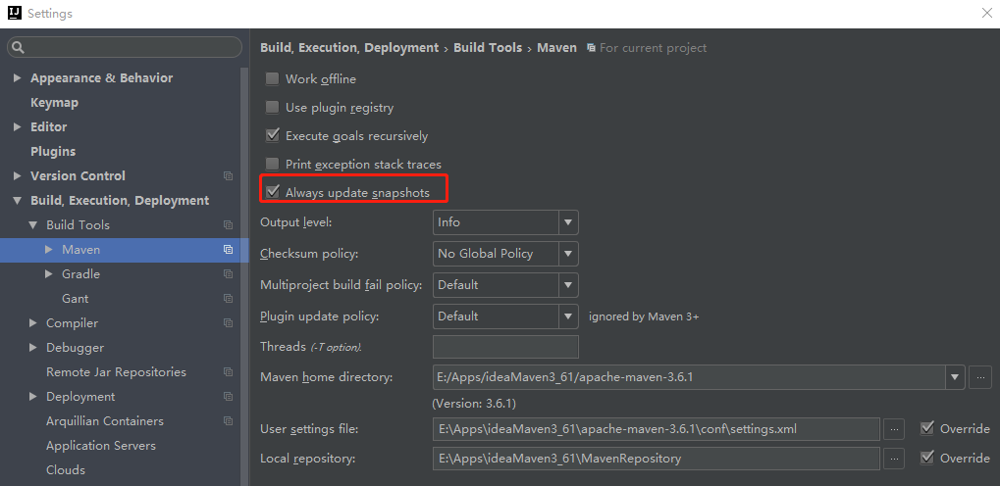 IJ Settings
Build, Execution, Deployment › Build Tools › Maven For current project
Appearance & Behavior
Keymap
Editor
Plugins
Version Control
Build, Execution, Deployment
Build Tools
Maven
Gradle
Gant
Compiler
Debugger
Remote Jar Repositories
Deployment
Arquillian Containers
Application Servers
Clouds
Work offline
Use plugin registry
Execute goals recursively
Print exception stack traces
Always update snapshots
Output level: Info
Checksum policy: No Global Policy
Multiproject build fail policy: Default
Plugin update policy: Default ignored by Maven 3+
Threads (-T option).
Maven home directory: E:/Apps/ideaMaven3_61/apache-maven-3.6.1 ...
(Version: 3.6.1)
User settings file: E:\Apps\ideaMaven3_61\apache-maven-3.6.1\conf\settings.xml ... Override
Local repository: E:\Apps\ideaMaven3_61\MavenRepository ... Override